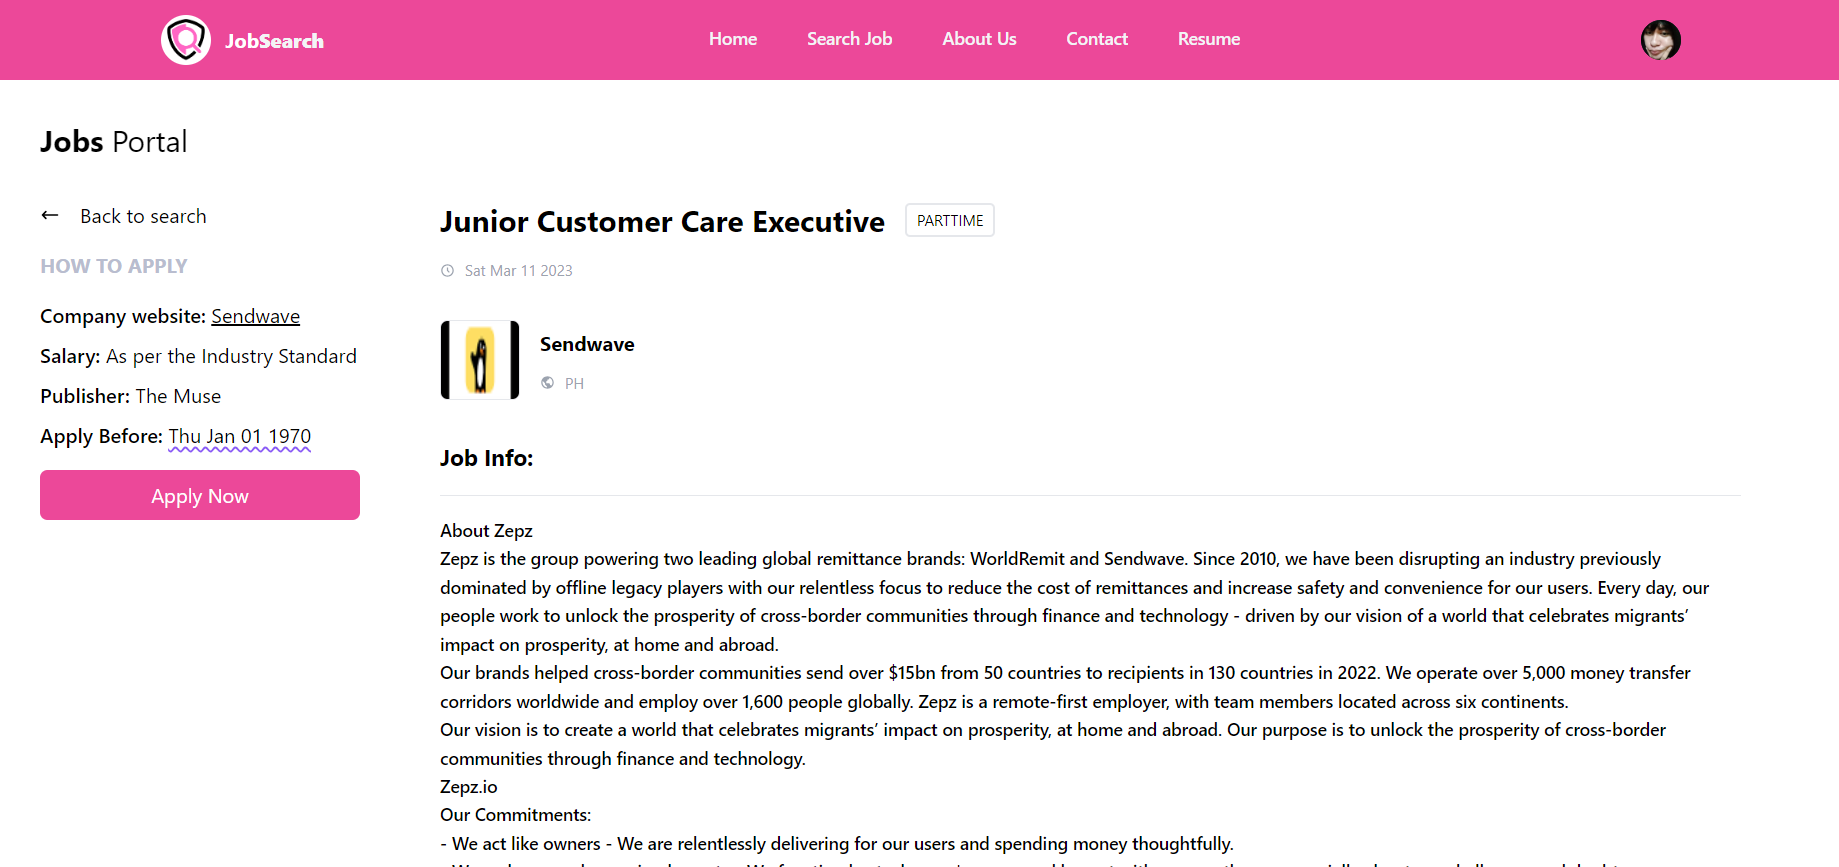 JobSearch
Home
Search Job
About Us
Contact
Resume
Jobs Portal
Back to search
HOW TO APPLY
Company website: Sendwave
Salary: As per the Industry Standard
Publisher: The Muse
Apply Before: Thu Jan 01 1970
Apply Now
Junior Customer Care Executive
PARTTIME
Sat Mar 11 2023
Sendwave
PH
Job Info:
About Zepz
Zepz is the group powering two leading global remittance brands: WorldRemit and Sendwave. Since 2010, we have been disrupting an industry previously
dominated by offline legacy players with our relentless focus to reduce the cost of remittances and increase safety and convenience for our users. Every day, our
people work to unlock the prosperity of cross-border communities through finance and technology - driven by our vision of a world that celebrates migrants’
impact on prosperity, at home and abroad.
Our brands helped cross-border communities send over $15bn from 50 countries to recipients in 130 countries in 2022. We operate over 5,000 money transfer
corridors worldwide and employ over 1,600 people globally. Zepz is a remote-first employer, with team members located across six continents.
Our vision is to create a world that celebrates migrants’ impact on prosperity, at home and abroad. Our purpose is to unlock the prosperity of cross-border
communities through finance and technology.
Zepz.io
Our Commitments:
- We act like owners - We are relentlessly delivering for our users and spending money thoughtfully.